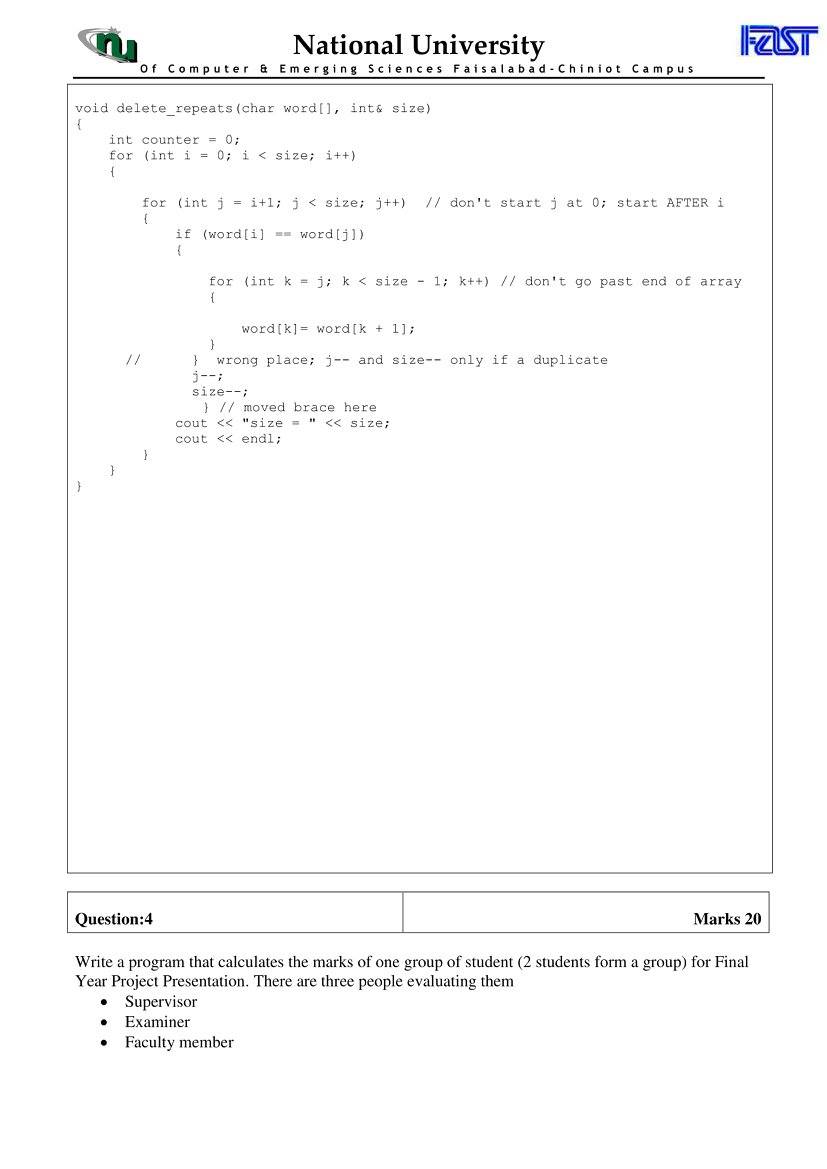 nu
National University
FAST
Of Computer & Emerging Sciences Faisalabad-Chiniot Campus
void delete_repeats(char word[], int& size)
{
    int counter = 0;
    for (int i = 0; i < size; i++)
    {
        for (int j = i+1; j < size; j++)  // don't start j at 0; start AFTER i
        {
            if (word[i] == word[j])
            {
                for (int k = j; k < size - 1; k++) // don't go past end of array
                {
                    word[k]= word[k + 1];
                }
      //      }  wrong place; j-- and size-- only if a duplicate
              j--;
              size--;
               } // moved brace here
            cout << "size = " << size;
            cout << endl;
        }
    }
}
Question:4
Marks 20
Write a program that calculates the marks of one group of student (2 students form a group) for Final
Year Project Presentation. There are three people evaluating them
• Supervisor
• Examiner
• Faculty member